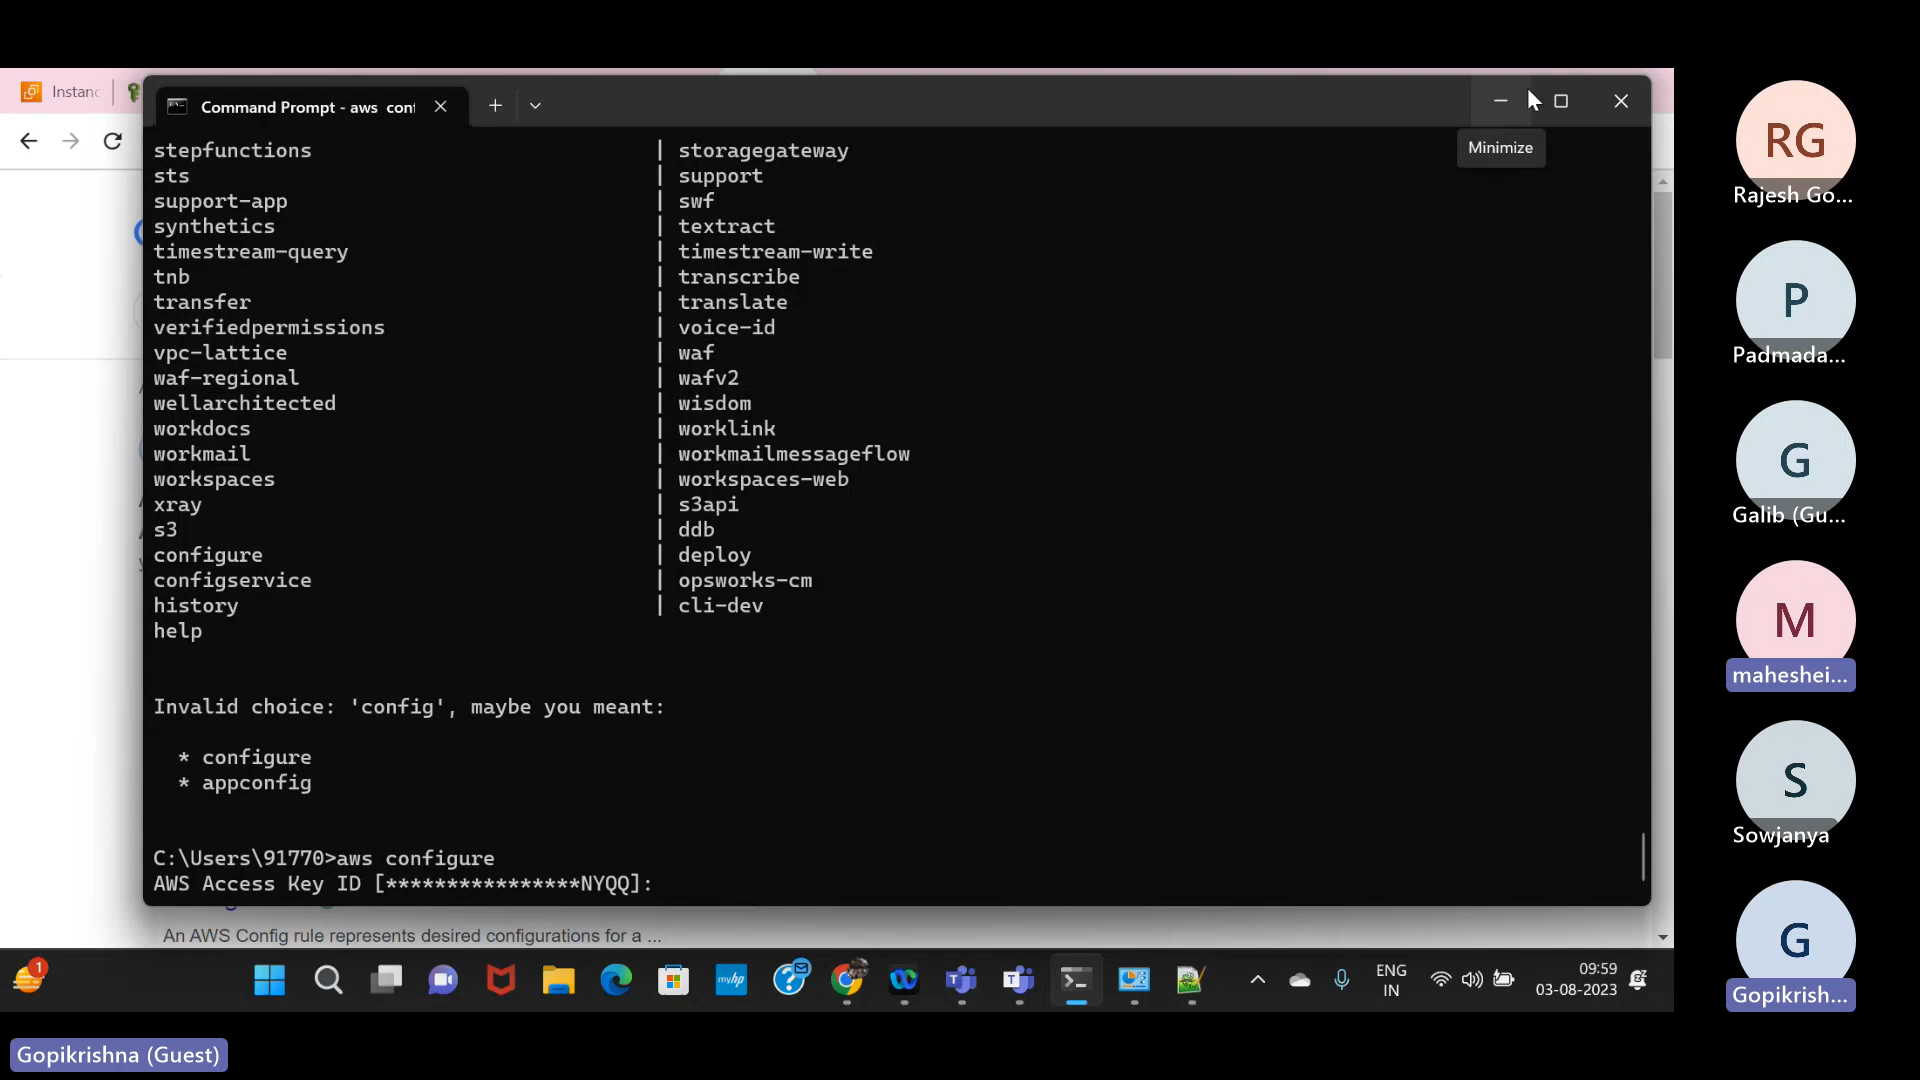 Instanc
Command Prompt - aws conf
Minimize
stepfunctions | storagegateway
sts | support
support-app | swf
synthetics | textract
timestream-query | timestream-write
tnb | transcribe
transfer | translate
verifiedpermissions | voice-id
vpc-lattice | waf
waf-regional | wafv2
wellarchitected | wisdom
workdocs | worklink
workmail | workmailmessageflow
workspaces | workspaces-web
xray | s3api
s3 | ddb
configure | deploy
configservice | opsworks-cm
history | cli-dev
help
Invalid choice: 'config', maybe you meant:
* configure
* appconfig
C:\Users\91770>aws configure
AWS Access Key ID [****************NYQQ]:
An AWS Config rule represents desired configurations for a ...
1
myhp
ENG
IN
09:59
03-08-2023
RG
Rajesh Go...
P
Padmada...
G
Galib (Gu...
M
maheshei...
S
Sowjanya
G
Gopikrish...
Gopikrishna (Guest)